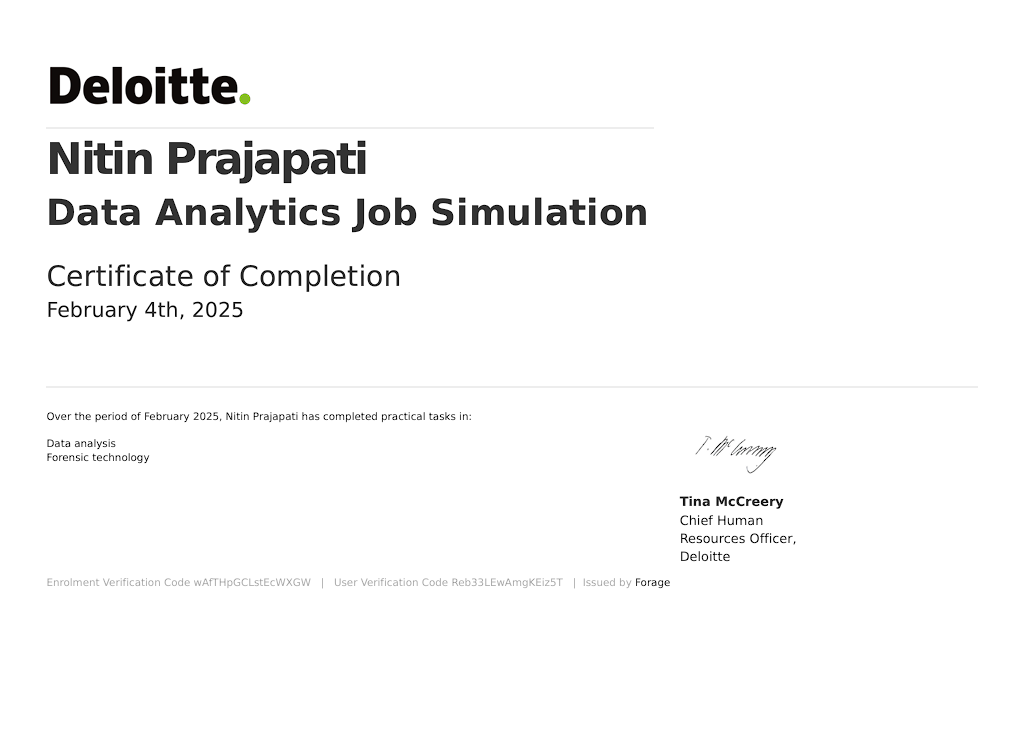 Deloitte.
Nitin Prajapati
Data Analytics Job Simulation
Certificate of Completion
February 4th, 2025
Over the period of February 2025, Nitin Prajapati has completed practical tasks in:
Data analysis
Forensic technology
T. McCreery
Tina McCreery
Chief Human
Resources Officer,
Deloitte
Enrolment Verification Code wAfTHpGCLstEcWXGW | User Verification Code Reb33LEwAmgKEiz5T | Issued by Forage